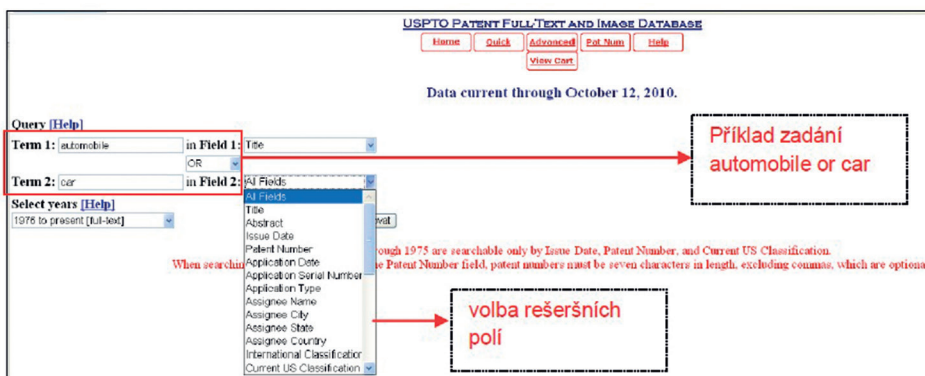 USPTO PATENT FULL-TEXT AND IMAGE DATABASE
Home Quick Advanced Pat Num Help
View Cart
Data current through October 12, 2010.
Query [Help]
Term 1: automobile in Field 1: Title
OR
Term 2: car in Field 2: All Fields
Select years [Help]
1976 to present [full-text]
All Fields
Title
Abstract
Issue Date
Patent Number
Application Date
Application Serial Number
Application Type
Assignee Name
Assignee City
Assignee State
Assignee Country
International Classification
Current US Classification
vat
rough 1975 are searchable only by Issue Date, Patent Number, and Current US Classification.
When searchin e Patent Number field, patent numbers must be seven characters in length, excluding commas, which are optiona
Příklad zadání
automobile or car
volba rešeršních
polí